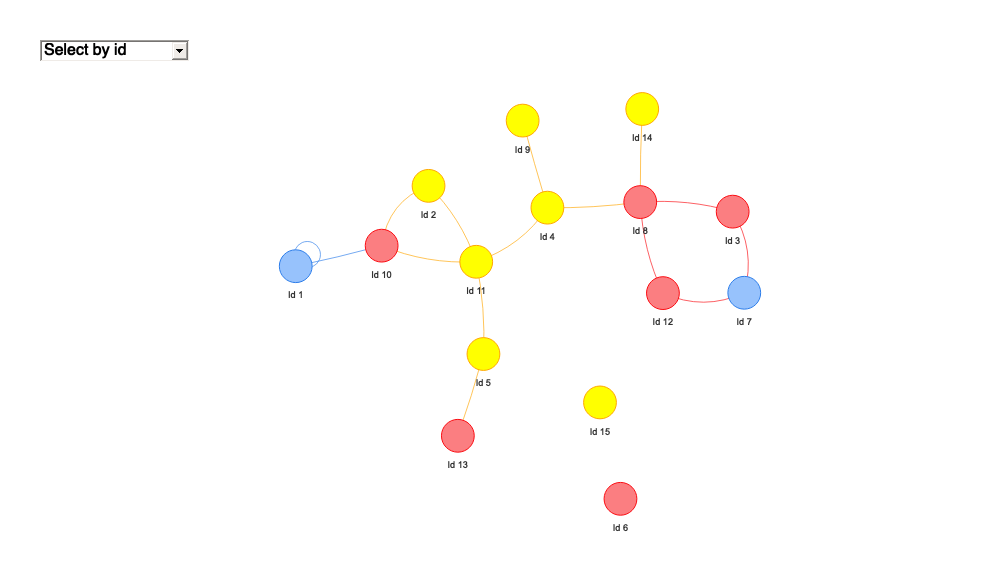 Select by id
Id 14
Id 9
Id 2
Id 8
Id 4
Id 3
Id 10
Id 11
Id 1
Id 12
Id 7
Id 5
Id 15
Id 13
Id 6